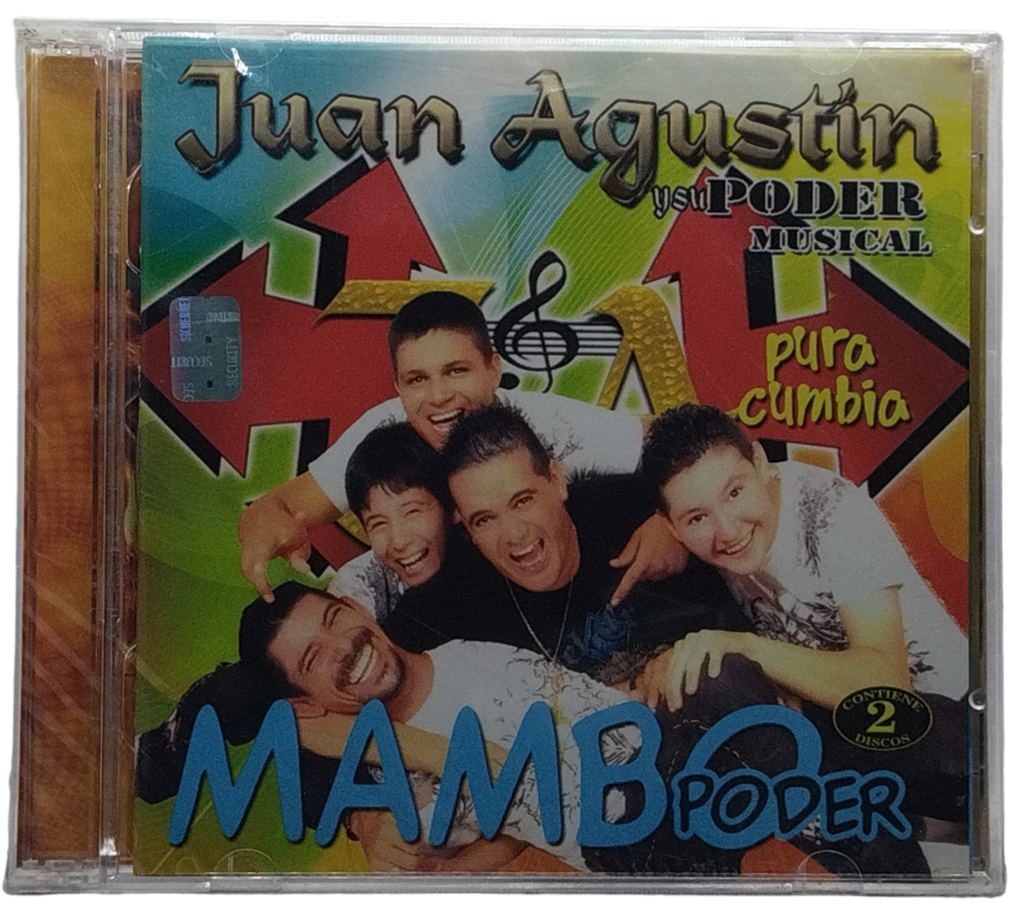 Juan Agustín
y su PODER
MUSICAL
J A
pura
cumbia
SECURITY
CONTIENE
2
DISCOS
MAMBO
PODER